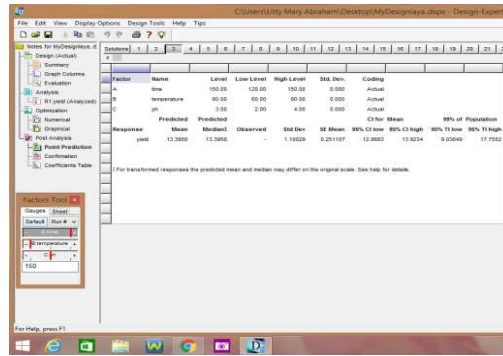 C:\Users\Litty Mary Abraham\Desktop\MyDesignlaya.dxpx - Design-Expert
File Edit View Display Options Design Tools Help Tips
Notes for MyDesignlaya.d
Design (Actual)
Summary
Graph Columns
Evaluation
Analysis
R1:yield (Analyzed)
Optimization
Numerical
Graphical
Post Analysis
Point Prediction
Confirmation
Coefficients Table
Solutions 1 2 3 4 5 6 7 8 9 10 11 12 13 14 15 16 17 18 19 20 21
Factor Name Level Low Level High Level Std. Dev. Coding
A time 150.00 120.00 150.00 0.000 Actual
B temperature 60.00 60.00 80.00 0.000 Actual
C ph 3.00 2.00 4.00 0.000 Actual
Predicted Predicted CI for Mean 99% of Population
Response Mean Median1 Observed Std Dev SE Mean 95% CI low 95% CI high 95% TI low 95% TI high
yield 13.3958 13.3958 - 1.10029 0.251107 12.8683 13.9234 9.03649 17.7552
1 For transformed responses the predicted mean and median may differ on the original scale. See help for details.
Factors Tool
Gauges Sheet
Default Run #
A:time
B:temperature
150
For Help, press F1